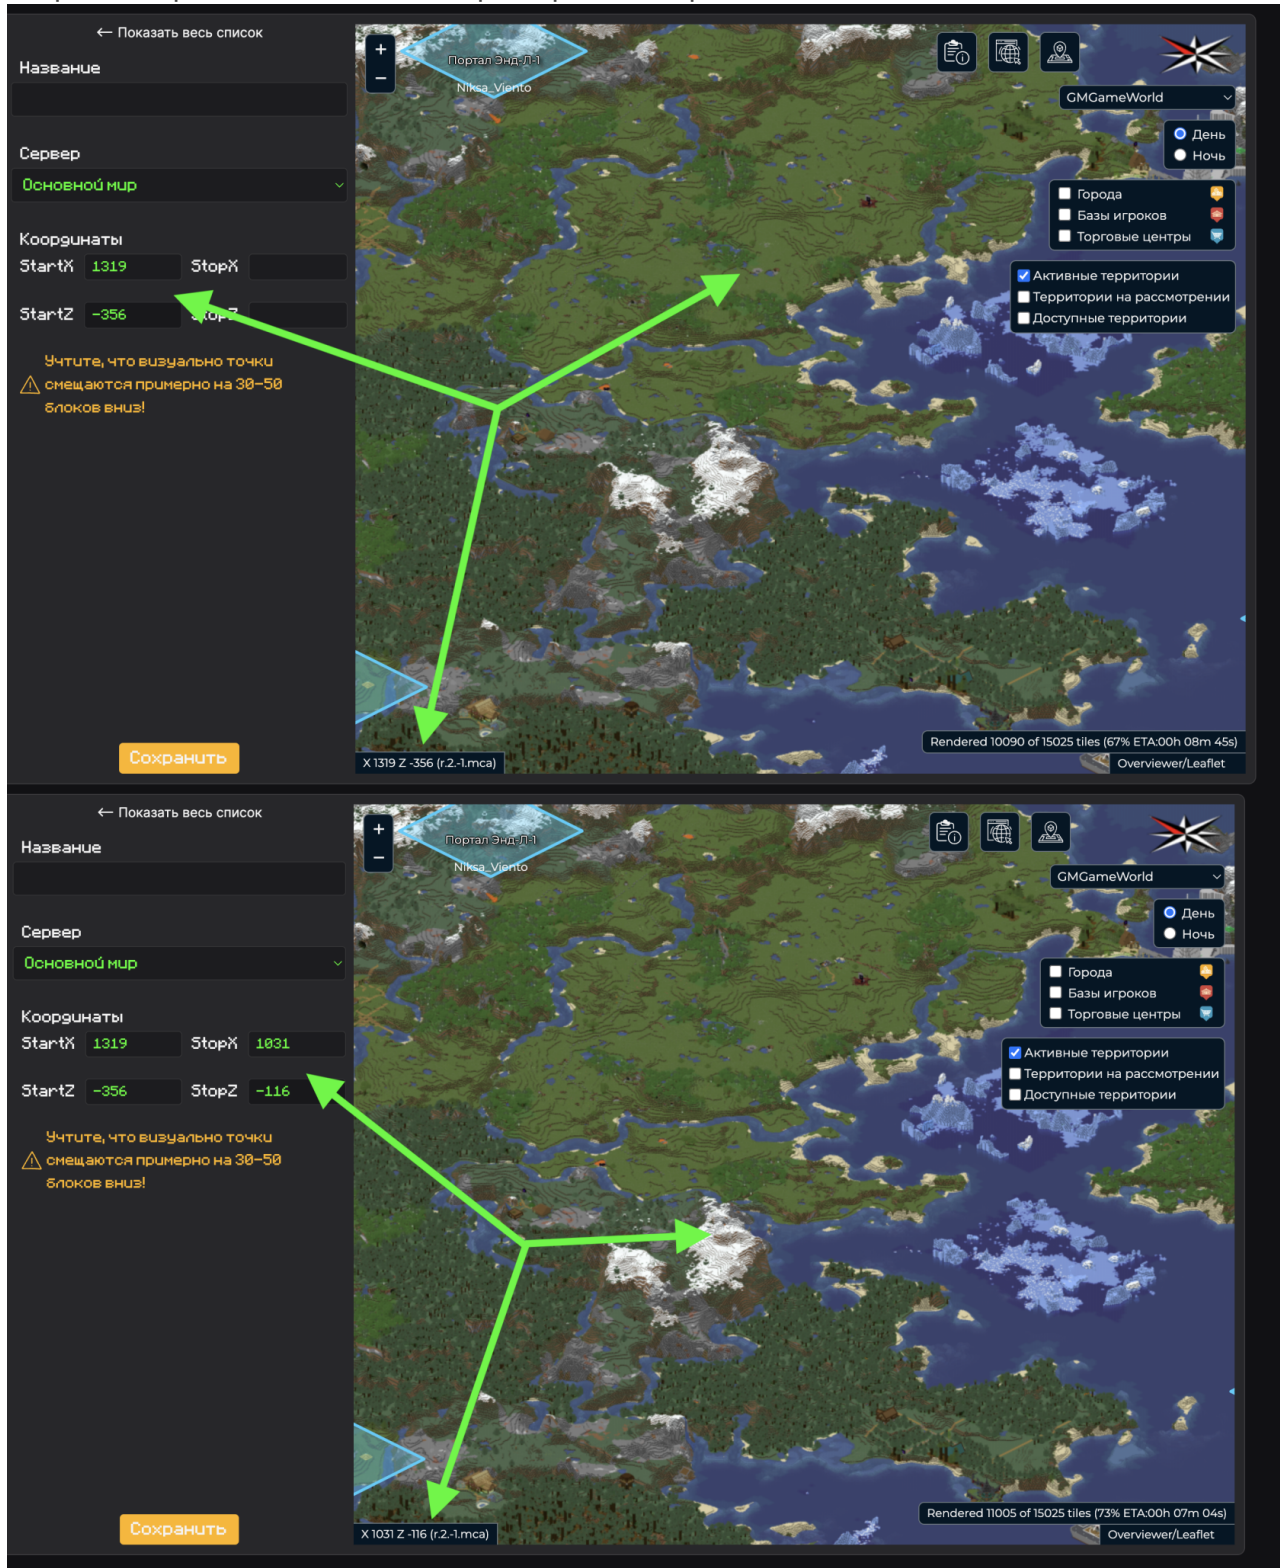 ← Показать весь список
Название
Сервер
Основной мир
Координаты
StartX 1319 StopX
StartZ -356 StopZ
Учтите, что визуально точки
смещаются примерно на 30-50
блоков вниз!
Сохранить
+
−
Портал Энд-Л-1
Niksa_Viento
GMGameWorld
День
Ночь
Города
Базы игроков
Торговые центры
Активные территории
Территории на рассмотрении
Доступные территории
Rendered 10090 of 15025 tiles (67% ETA:00h 08m 45s)
X 1319 Z -356 (r.2.-1.mca)
Overviewer/Leaflet
← Показать весь список
Название
Сервер
Основной мир
Координаты
StartX 1319 StopX 1031
StartZ -356 StopZ -116
Учтите, что визуально точки
смещаются примерно на 30-50
блоков вниз!
Сохранить
+
−
Портал Энд-Л-1
Niksa_Viento
GMGameWorld
День
Ночь
Города
Базы игроков
Торговые центры
Активные территории
Территории на рассмотрении
Доступные территории
Rendered 11005 of 15025 tiles (73% ETA:00h 07m 04s)
X 1031 Z -116 (r.2.-1.mca)
Overviewer/Leaflet